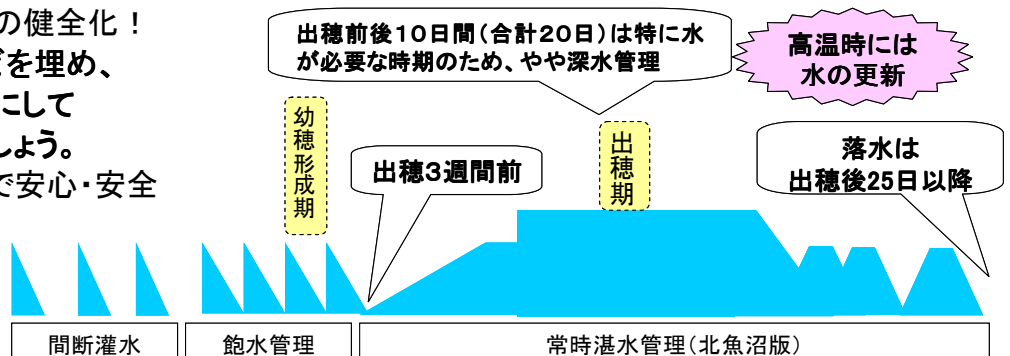 の健全化！
を埋め、
にして
しょう。
で安心・安全
出穂前後１０日間（合計２０日）は特に水
が必要な時期のため、やや深水管理
高温時には
水の更新
幼穂形成期
出穂３週間前
出穂期
落水は
出穂後25日以降
間断灌水
飽水管理
常時湛水管理（北魚沼版）